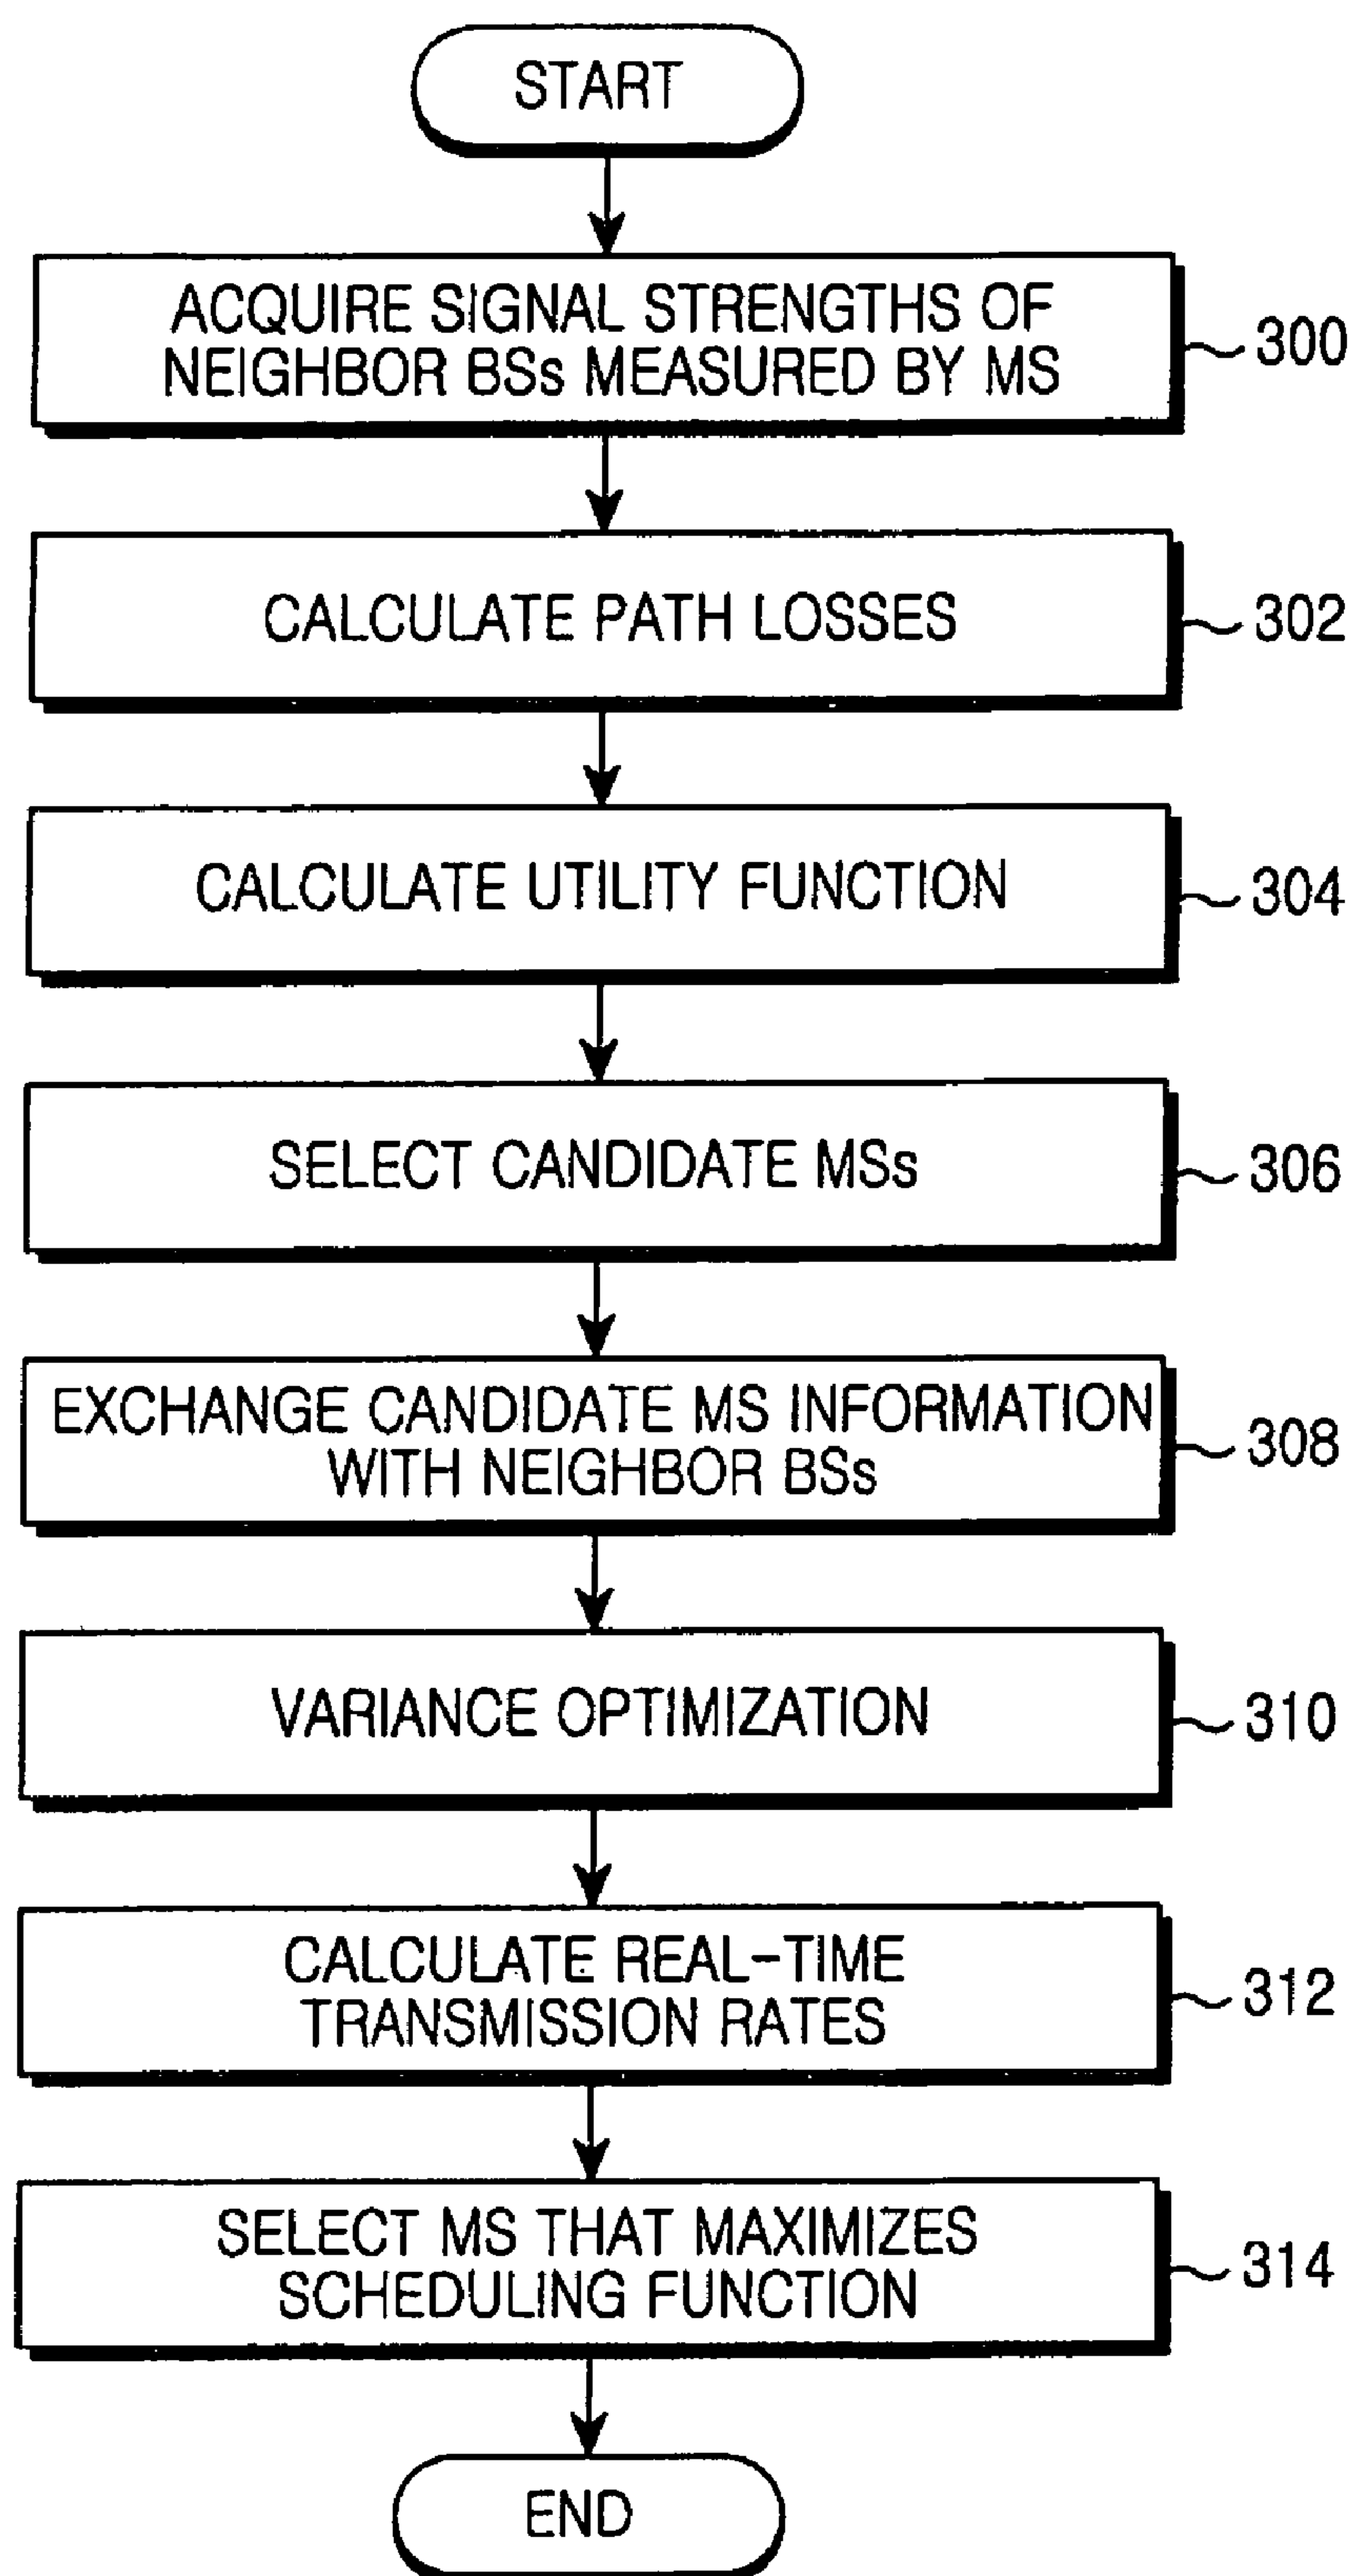 START
ACQUIRE SIGNAL STRENGTHS OF
NEIGHBOR BSs MEASURED BY MS
300
CALCULATE PATH LOSSES
302
CALCULATE UTILITY FUNCTION
304
SELECT CANDIDATE MSs
306
EXCHANGE CANDIDATE MS INFORMATION
WITH NEIGHBOR BSs
308
VARIANCE OPTIMIZATION
310
CALCULATE REAL-TIME
TRANSMISSION RATES
312
SELECT MS THAT MAXIMIZES
SCHEDULING FUNCTION
314
END